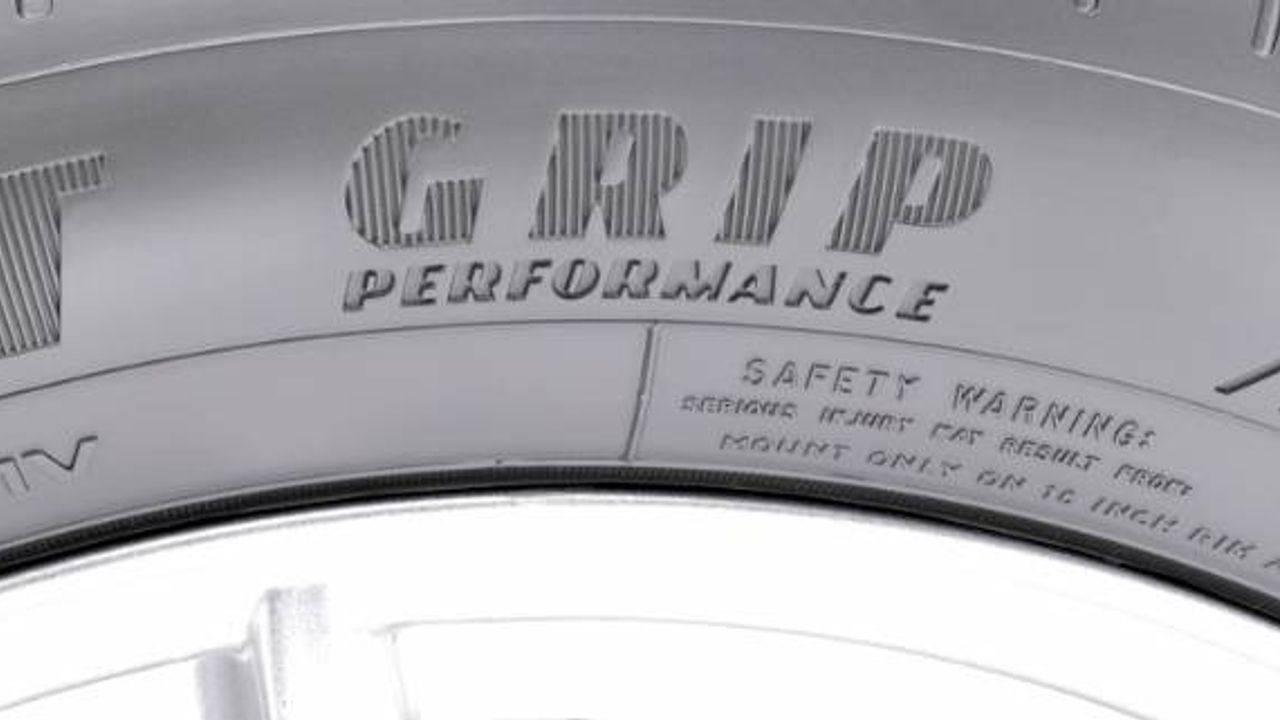 T
GRIP
PERFORMANCE
SAFETY WARNING:
SERIOUS INJURY MAY RESULT FROM
MOUNT ONLY ON 16 INCH RIM